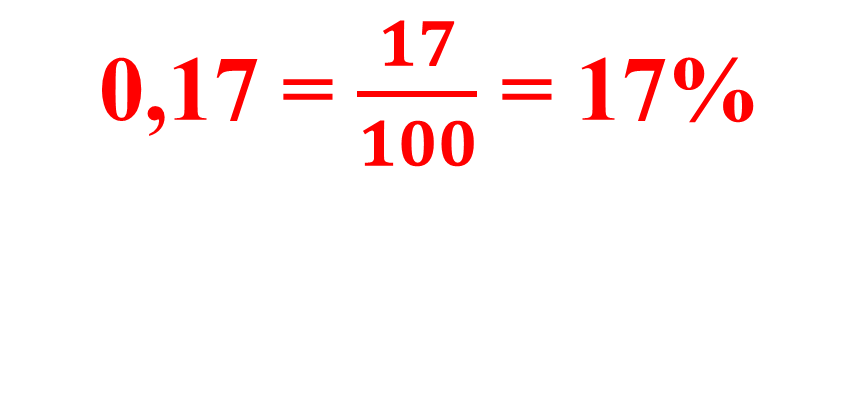 0,17 = 17/100 = 17%